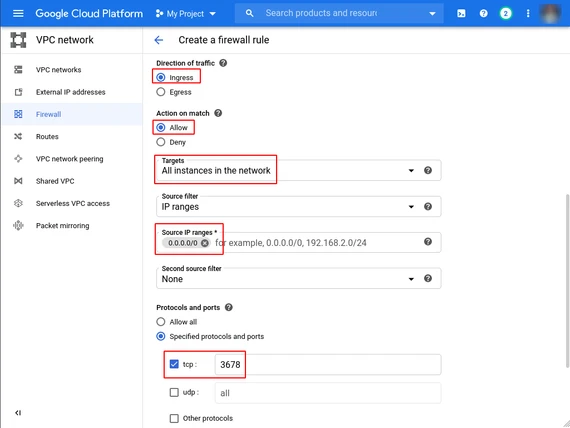 Google Cloud Platform
My Project
Search products and resourc
2
VPC network
Create a firewall rule
VPC networks
External IP addresses
Firewall
Routes
VPC network peering
Shared VPC
Serverless VPC access
Packet mirroring
Direction of traffic
Ingress
Egress
Action on match
Allow
Deny
Targets
All instances in the network
Source filter
IP ranges
Source IP ranges *
0.0.0.0/0 for example, 0.0.0.0/0, 192.168.2.0/24
Second source filter
None
Protocols and ports
Allow all
Specified protocols and ports
tcp : 3678
udp : all
Other protocols